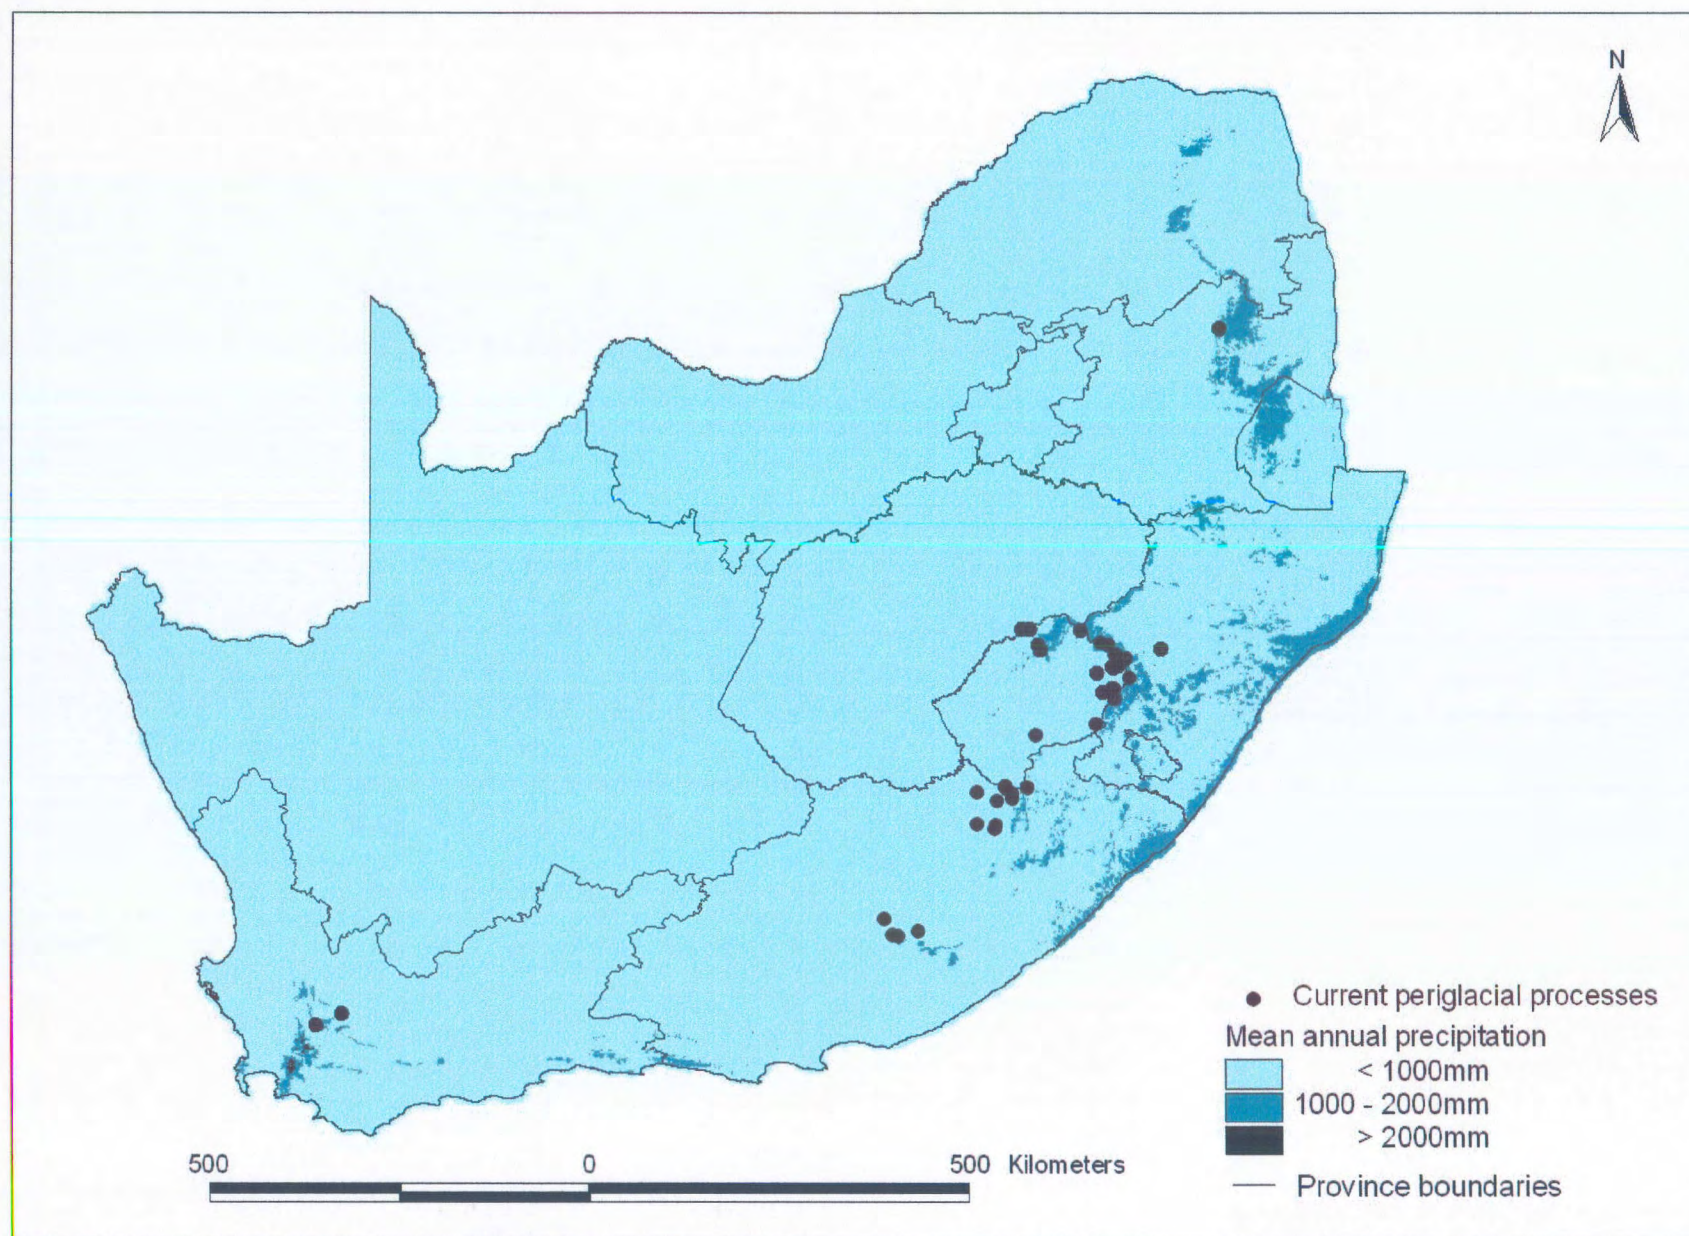 N
Current periglacial processes
Mean annual precipitation
< 1000mm
1000 - 2000mm
> 2000mm
Province boundaries
500 0 500 Kilometers